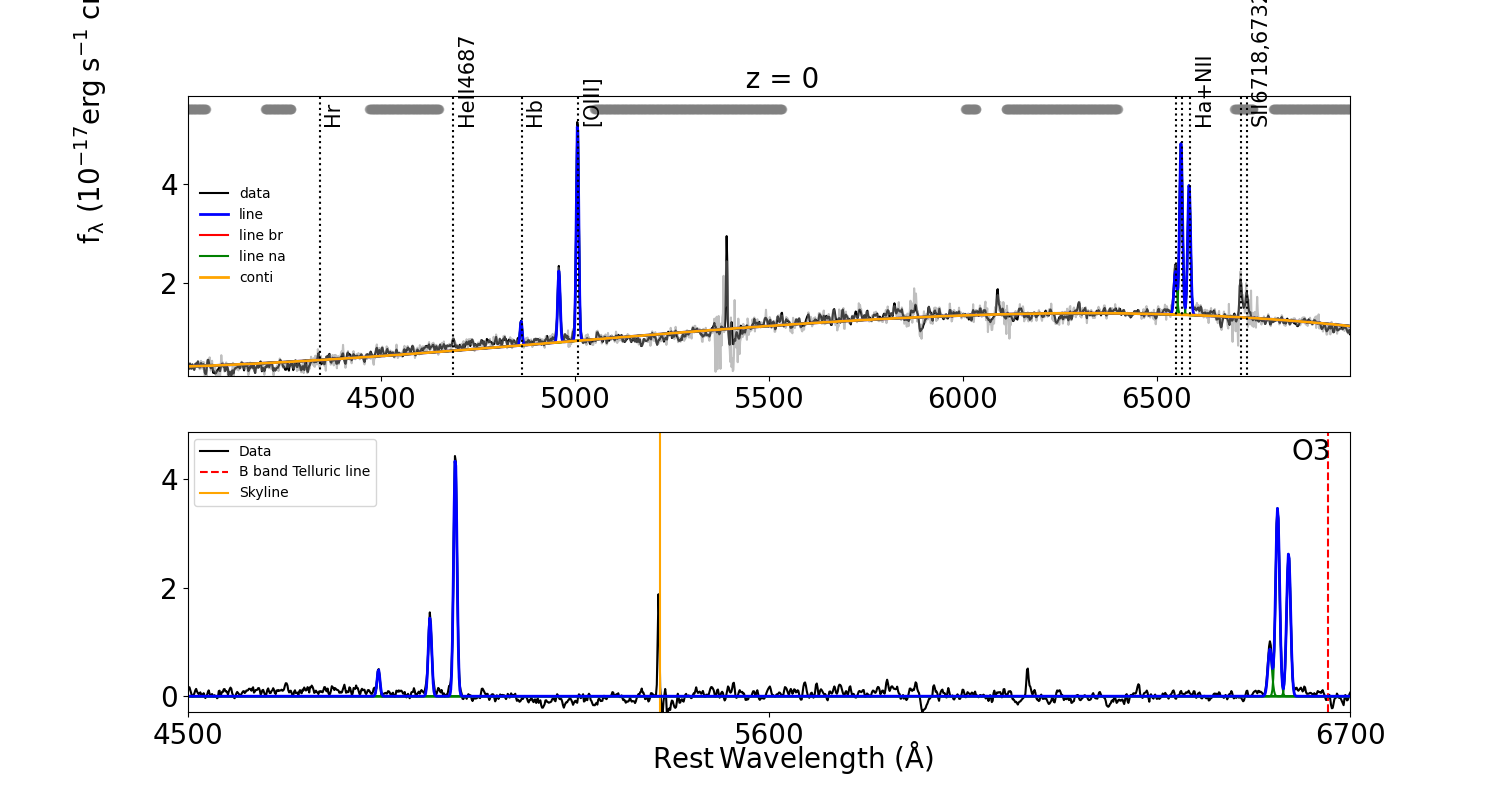 z = 0
f_λ (10^−17 erg s^−1 c
Hr
HeII4687
Hb
[OIII]
Ha+NII
SII6718,6732
4
2
data
line
line br
line na
conti
4500 5000 5500 6000 6500
Data
B band Telluric line
Skyline
O3
4
2
0
4500 5600 6700
Rest Wavelength (Å)